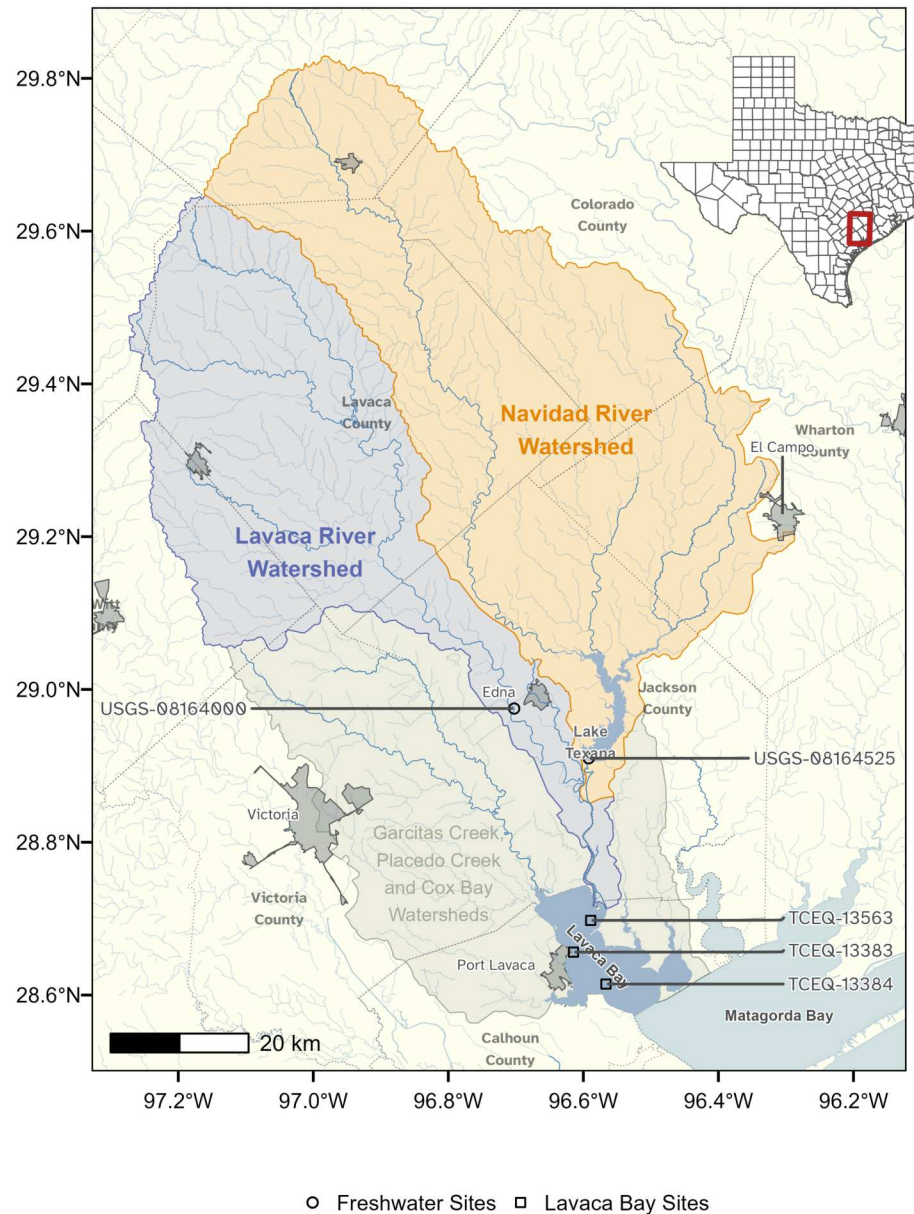 29.8°N
Colorado
County
29.6°N
29.4°N
Lavaca
County
Navidad River
Watershed
Wharton
County
El Campo
29.2°N
Lavaca River
Watershed
Witt
29.0°N
Edna
Jackson
County
USGS-08164000
Lake
Texana
USGS-08164525
28.8°N
Victoria
Garcitas Creek,
Placedo Creek
and Cox Bay
Watersheds
Victoria
County
TCEQ-13563
Lavaca Bay
TCEQ-13383
Port Lavaca
TCEQ-13384
28.6°N
Matagorda Bay
20 km
Calhoun
County
97.2°W 97.0°W 96.8°W 96.6°W 96.4°W 96.2°W
Freshwater Sites Lavaca Bay Sites